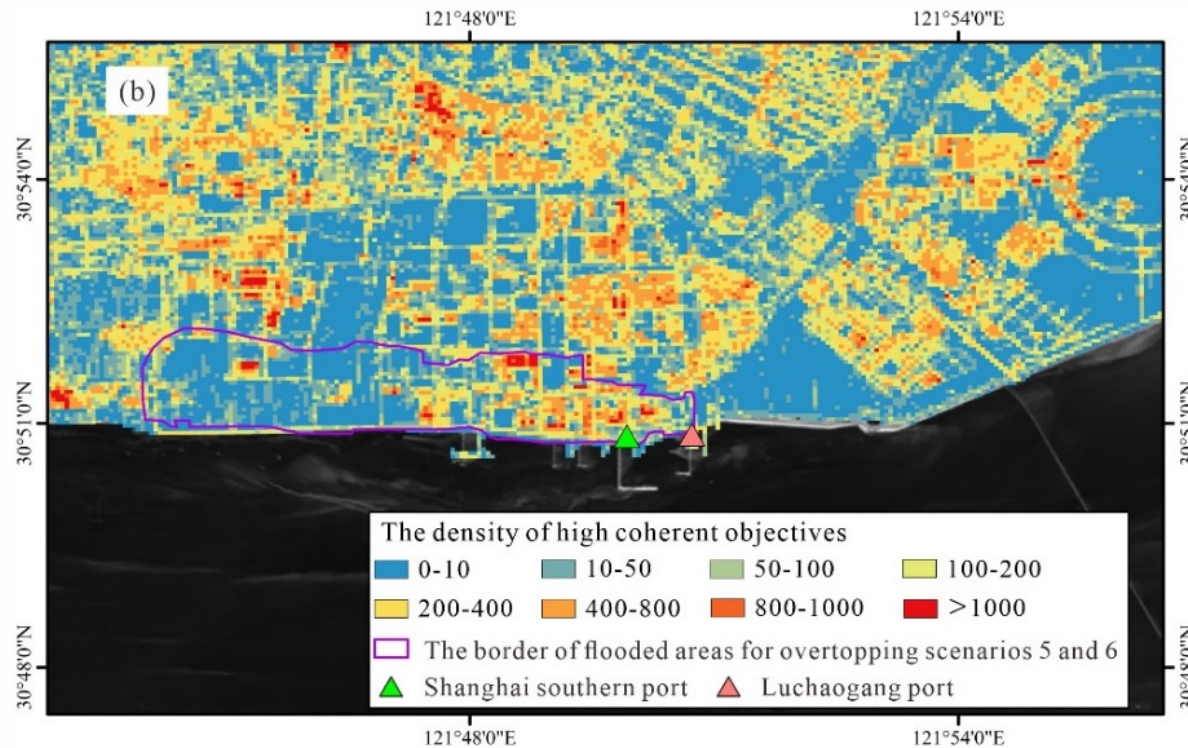 121°48'0"E 121°54'0"E
(b)
30°54'0"N 30°54'0"N
30°51'0"N 30°51'0"N
The density of high coherent objectives
0-10 10-50 50-100 100-200
200-400 400-800 800-1000 >1000
The border of flooded areas for overtopping scenarios 5 and 6
Shanghai southern port Luchaogang port
30°48'0"N 30°48'0"N
121°48'0"E 121°54'0"E